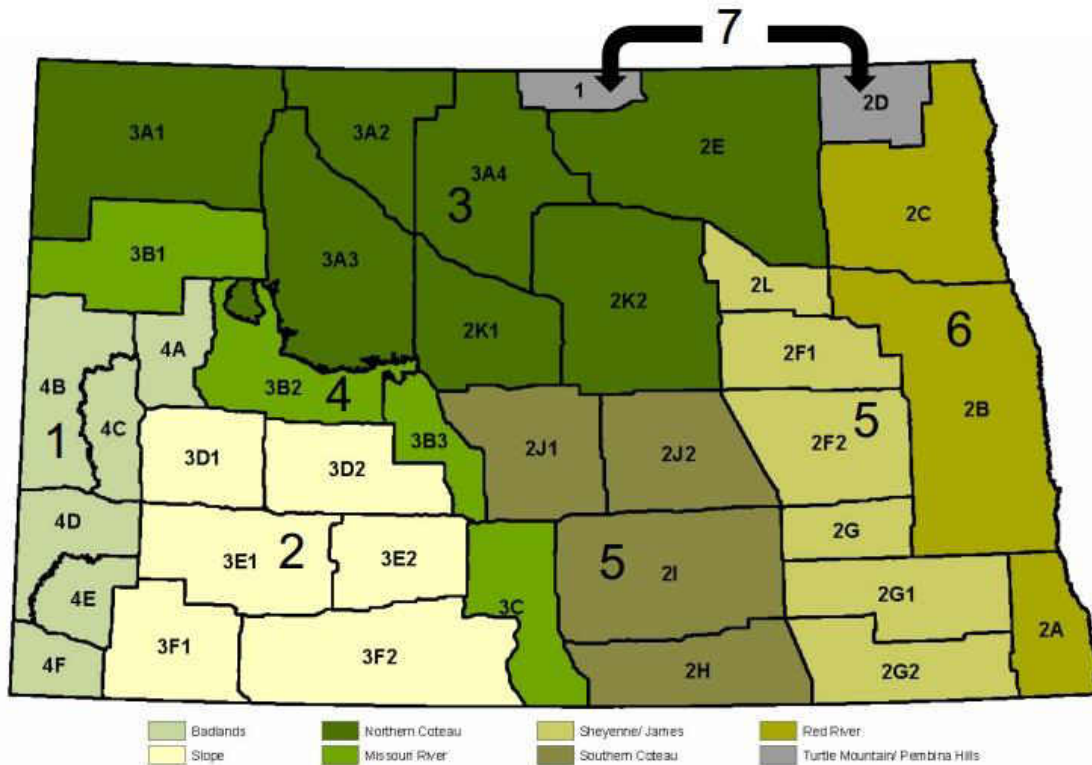 7
1
2D
3A1
3A2
2E
3A4
3
2C
3B1
3A3
2L
2K2
2K1
6
4A
2F1
4B
3B2
4
2B
1
4C
3B3
5
2F2
3D1
3D2
2J1
2J2
4D
2G
3E1
2
3E2
5
2I
4E
3C
2G1
2A
3F1
3F2
4F
2H
2G2
Badlands
Northern Coteau
Sheyenne/ James
Red River
Slope
Missouri River
Southern Coteau
Turtle Mountain/ Pembina Hills